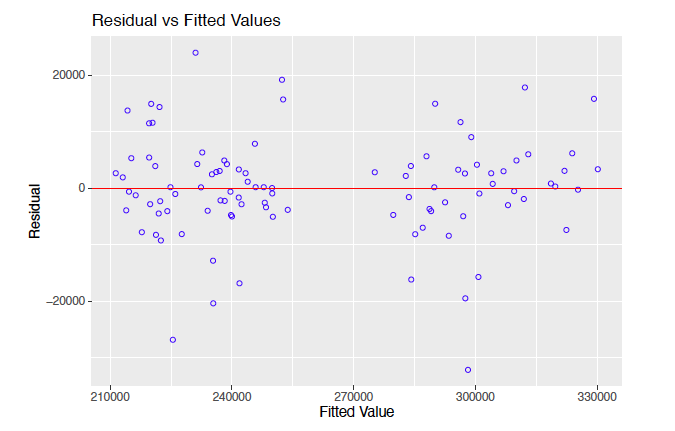 Residual vs Fitted Values
20000
0
−20000
Residual
210000 240000 270000 300000 330000
Fitted Value